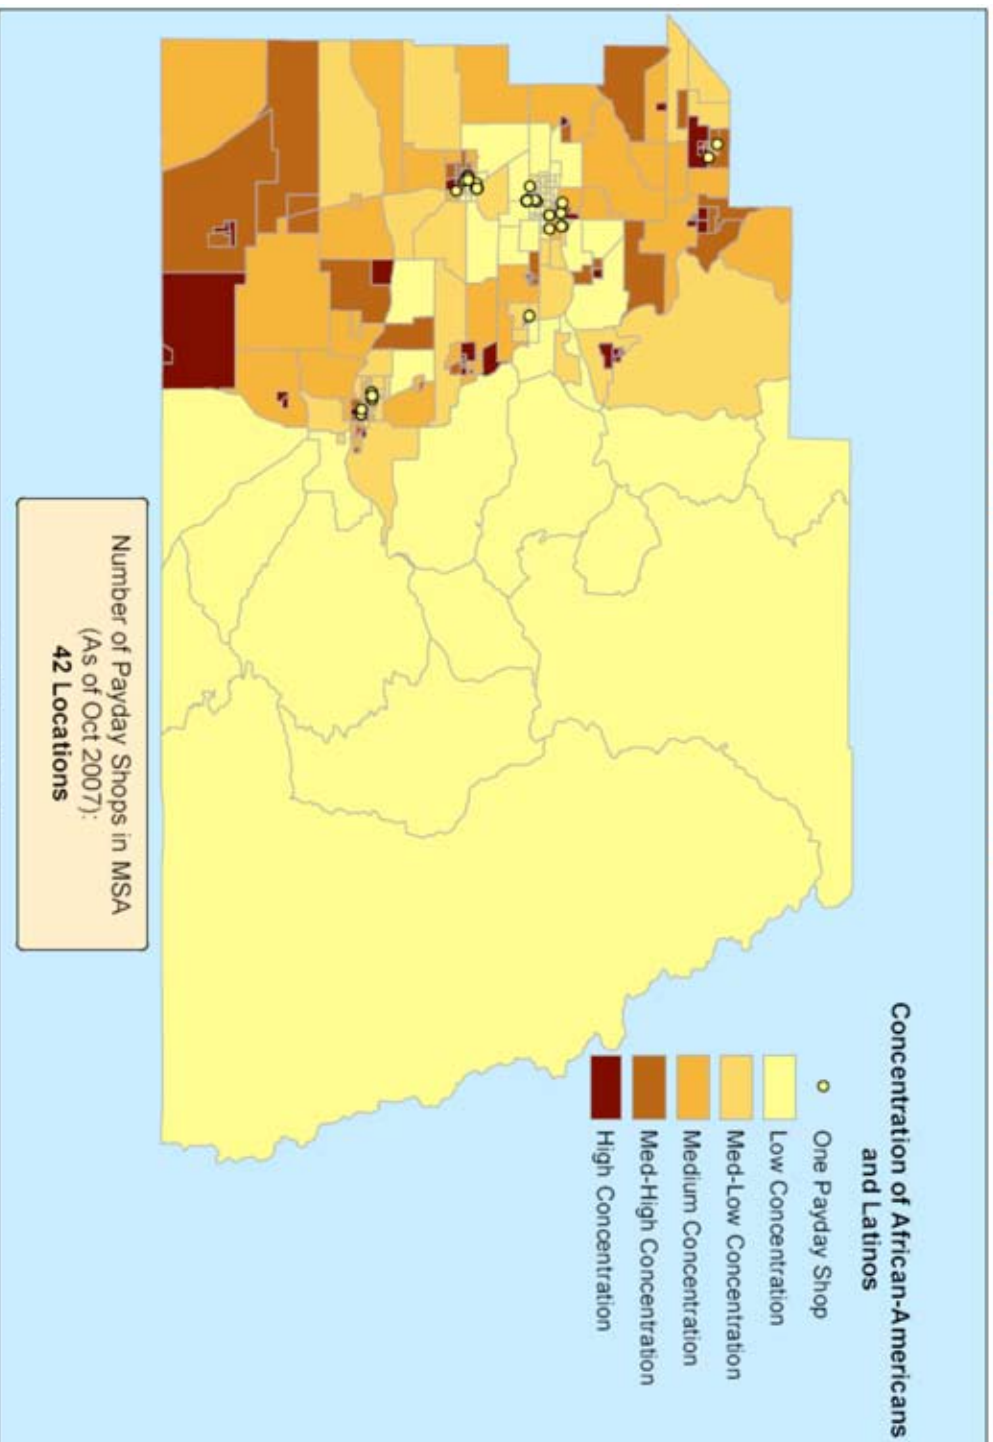 Concentration of African-Americans
and Latinos
One Payday Shop
Low Concentration
Med-Low Concentration
Medium Concentration
Med-High Concentration
High Concentration
Number of Payday Shops in MSA
(As of Oct 2007):
42 Locations